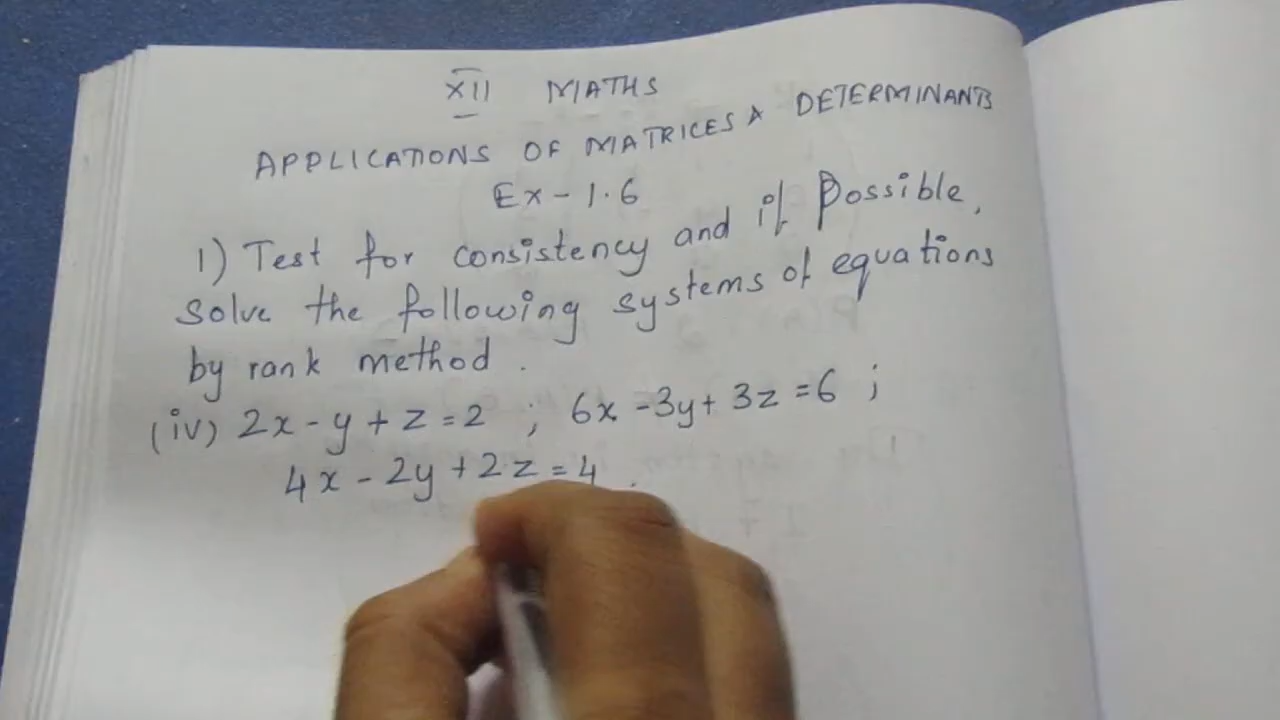 XII MATHS
APPLICATIONS OF MATRICES & DETERMINANTS
Ex - 1.6
1) Test for consistency and if Possible,
solve the following systems of equations
by rank method.
(iv) 2x - y + z = 2 ; 6x - 3y + 3z = 6 ;
4x - 2y + 2z = 4 .